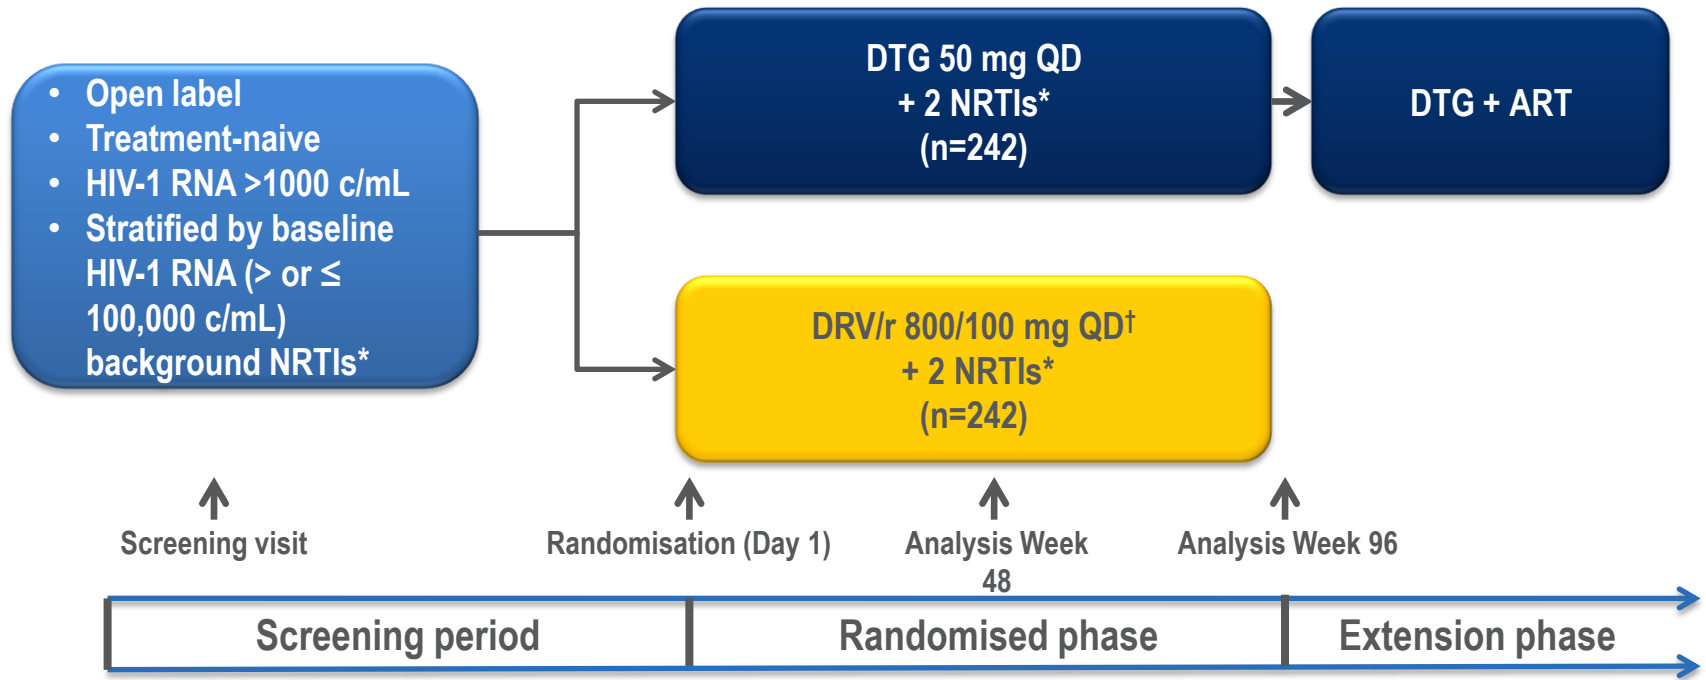 • Open label
• Treatment-naive
• HIV-1 RNA >1000 c/mL
• Stratified by baseline
HIV-1 RNA (> or ≤
100,000 c/mL)
background NRTIs*
DTG 50 mg QD
+ 2 NRTIs*
(n=242)
DTG + ART
DRV/r 800/100 mg QD†
+ 2 NRTIs*
(n=242)
Screening visit
Randomisation (Day 1)
Analysis Week
48
Analysis Week 96
Screening period
Randomised phase
Extension phase